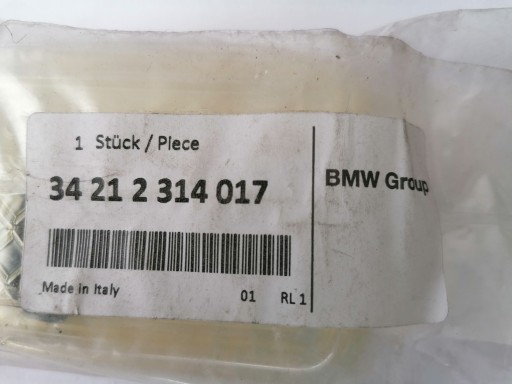 1 Stück / Piece
34 21 2 314 017
BMW Group
Made in Italy
01 RL 1